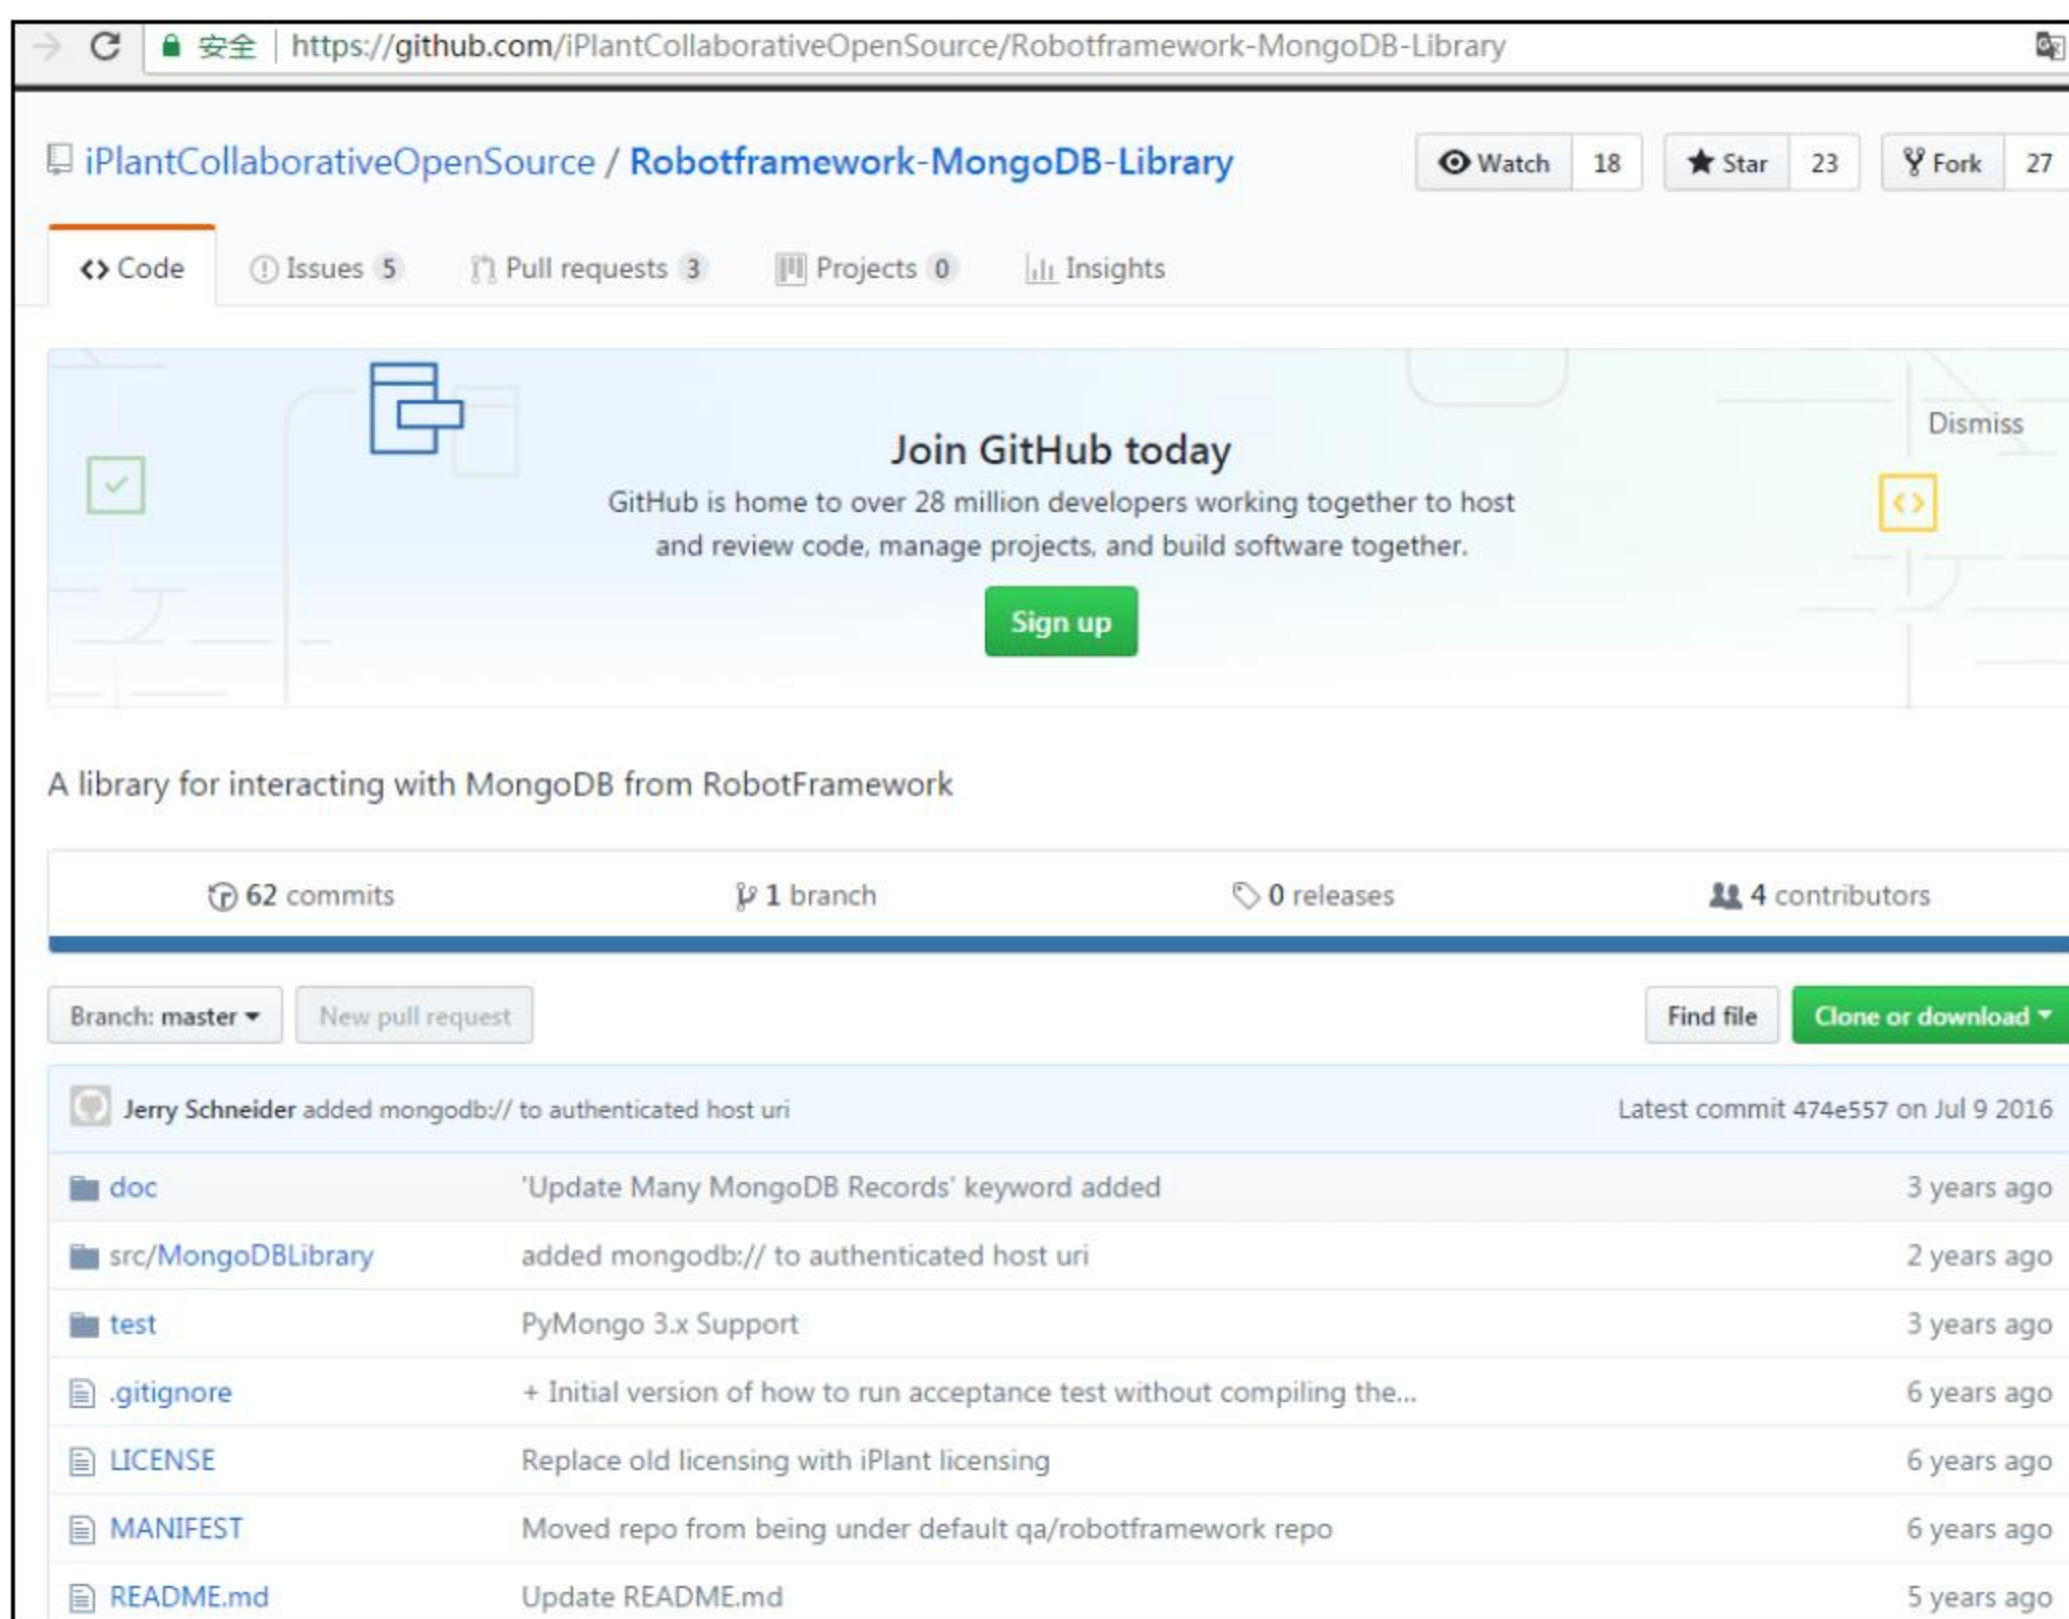 安全 | https://github.com/iPlantCollaborativeOpenSource/Robotframework-MongoDB-Library
iPlantCollaborativeOpenSource / Robotframework-MongoDB-Library Watch 18 Star 23 Fork 27
<> Code Issues 5 Pull requests 3 Projects 0 Insights
Dismiss
Join GitHub today
GitHub is home to over 28 million developers working together to host
and review code, manage projects, and build software together.
Sign up
A library for interacting with MongoDB from RobotFramework
62 commits 1 branch 0 releases 4 contributors
Branch: master New pull request Find file Clone or download
Jerry Schneider added mongodb:// to authenticated host uri Latest commit 474e557 on Jul 9 2016
doc 'Update Many MongoDB Records' keyword added 3 years ago
src/MongoDBLibrary added mongodb:// to authenticated host uri 2 years ago
test PyMongo 3.x Support 3 years ago
.gitignore + Initial version of how to run acceptance test without compiling the... 6 years ago
LICENSE Replace old licensing with iPlant licensing 6 years ago
MANIFEST Moved repo from being under default qa/robotframework repo 6 years ago
README.md Update README.md 5 years ago